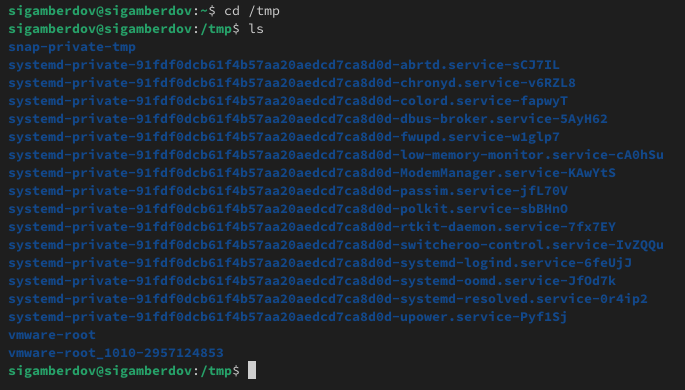 sigamberdov@sigamberdov:~$ cd /tmp
sigamberdov@sigamberdov:/tmp$ ls
snap-private-tmp
systemd-private-91fdf0dcb61f4b57aa20aedcd7ca8d0d-abrtd.service-sCJ7IL
systemd-private-91fdf0dcb61f4b57aa20aedcd7ca8d0d-chronyd.service-v6RZL8
systemd-private-91fdf0dcb61f4b57aa20aedcd7ca8d0d-colord.service-fapwyT
systemd-private-91fdf0dcb61f4b57aa20aedcd7ca8d0d-dbus-broker.service-5AyH62
systemd-private-91fdf0dcb61f4b57aa20aedcd7ca8d0d-fwupd.service-w1glp7
systemd-private-91fdf0dcb61f4b57aa20aedcd7ca8d0d-low-memory-monitor.service-cA0hSu
systemd-private-91fdf0dcb61f4b57aa20aedcd7ca8d0d-ModemManager.service-KAwYtS
systemd-private-91fdf0dcb61f4b57aa20aedcd7ca8d0d-passim.service-jfL70V
systemd-private-91fdf0dcb61f4b57aa20aedcd7ca8d0d-polkit.service-sbBHnO
systemd-private-91fdf0dcb61f4b57aa20aedcd7ca8d0d-rtkit-daemon.service-7fx7EY
systemd-private-91fdf0dcb61f4b57aa20aedcd7ca8d0d-switcheroo-control.service-IvZQQu
systemd-private-91fdf0dcb61f4b57aa20aedcd7ca8d0d-systemd-logind.service-6feUjJ
systemd-private-91fdf0dcb61f4b57aa20aedcd7ca8d0d-systemd-oomd.service-JfOd7k
systemd-private-91fdf0dcb61f4b57aa20aedcd7ca8d0d-systemd-resolved.service-0r4ip2
systemd-private-91fdf0dcb61f4b57aa20aedcd7ca8d0d-upower.service-Pyf1Sj
vmware-root
vmware-root_1010-2957124853
sigamberdov@sigamberdov:/tmp$